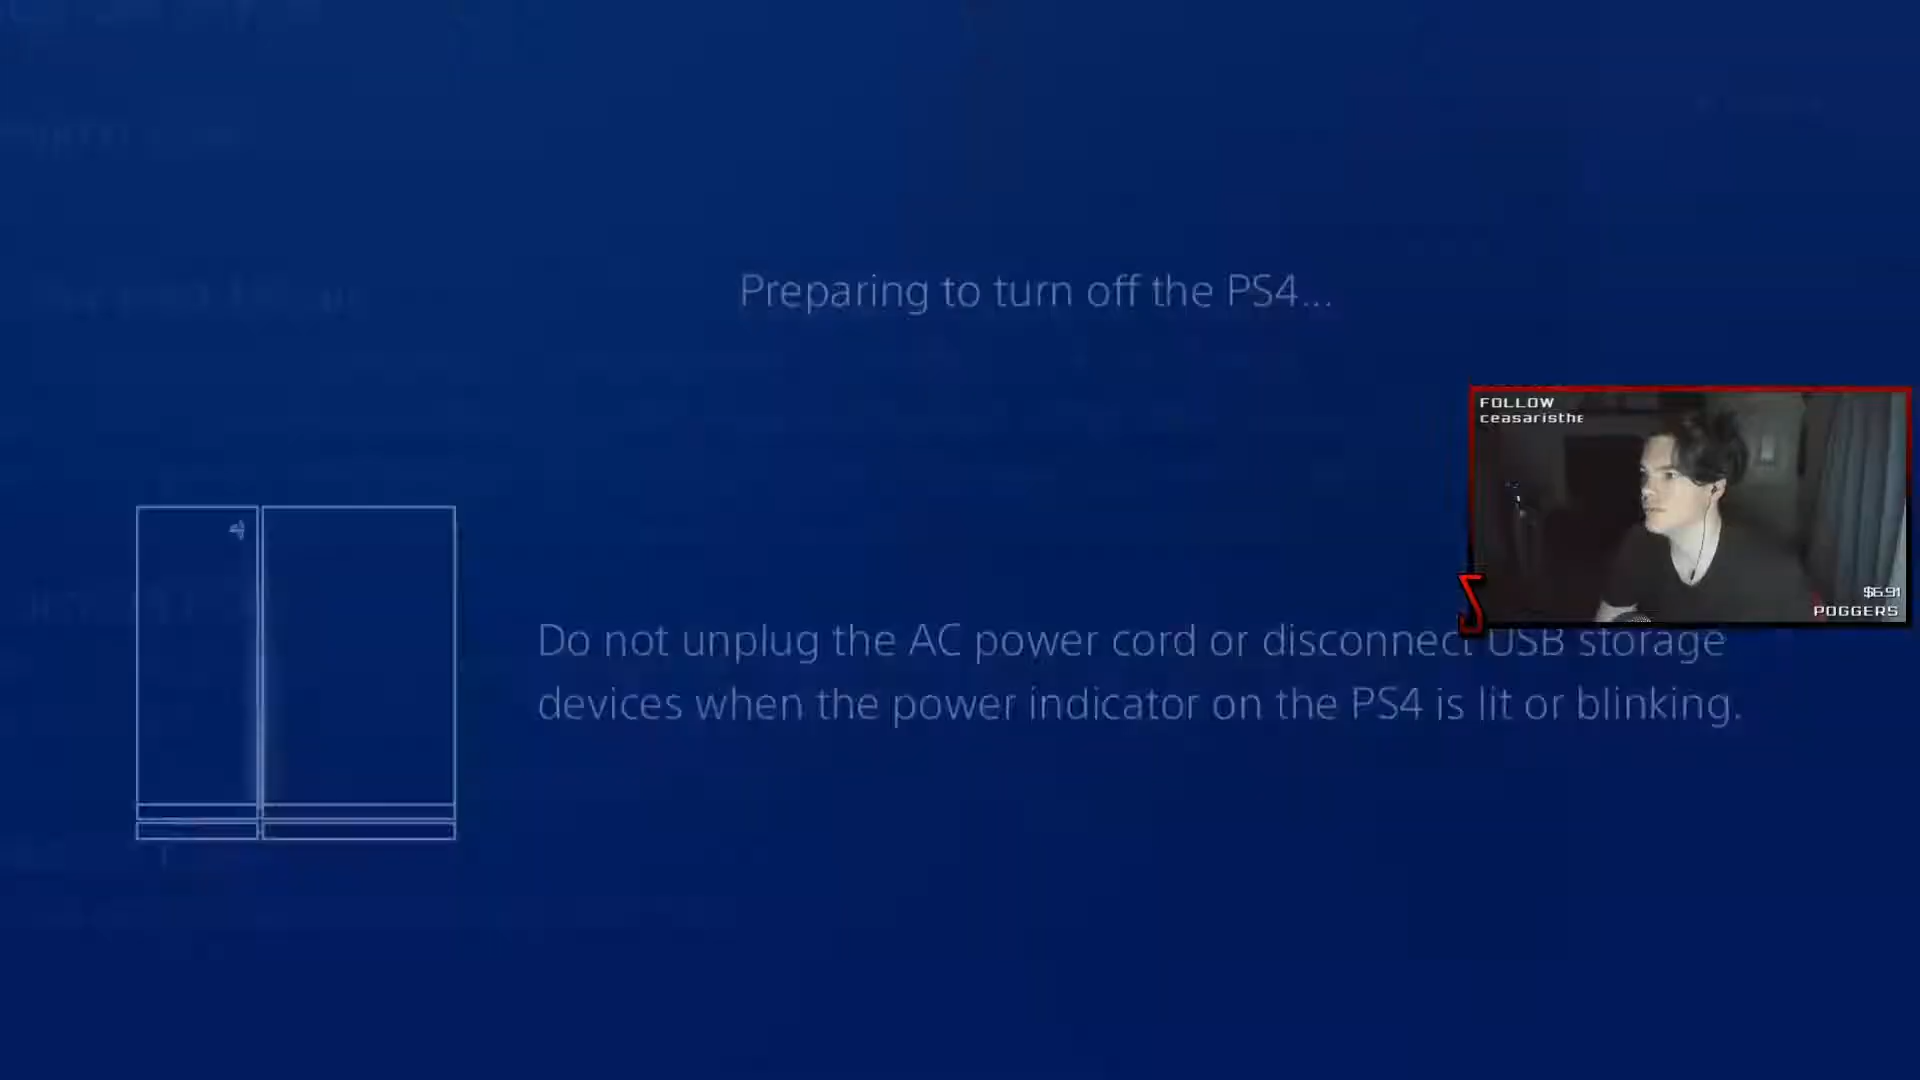 Preparing to turn off the PS4...
FOLLOW
ceasaristhe
$6.91
POGGERS
Do not unplug the AC power cord or disconnect USB storage
devices when the power indicator on the PS4 is lit or blinking.